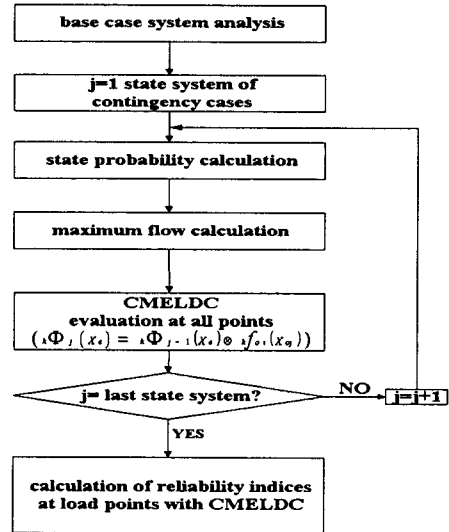 base case system analysis
j=1 state system of
contingency cases
state probability calculation
maximum flow calculation
CMELDC
evaluation at all points
(ₖΦⱼ(xₑ) = ₖΦⱼ₋₁(xₑ)⊗ ₖfₒᵢ(xₒⱼ))
j= last state system?
NO
j=j+1
YES
calculation of reliability indices
at load points with CMELDC